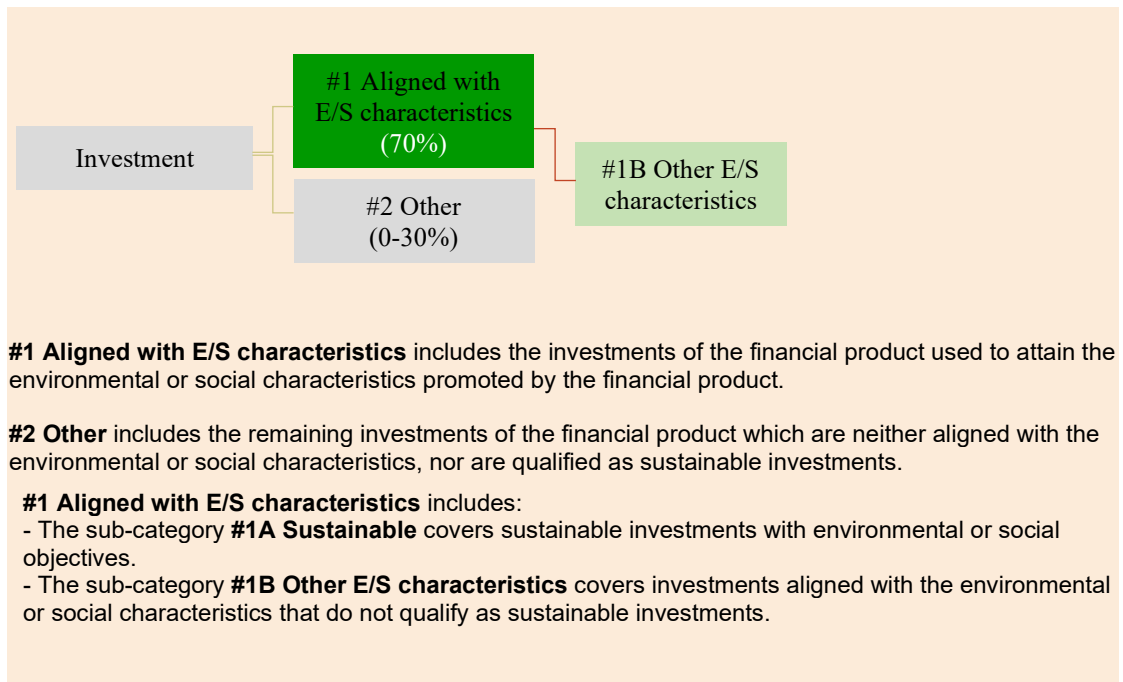 Investment
#1 Aligned with
E/S characteristics
(70%)
#2 Other
(0-30%)
#1B Other E/S
characteristics
#1 Aligned with E/S characteristics includes the investments of the financial product used to attain the
environmental or social characteristics promoted by the financial product.
#2 Other includes the remaining investments of the financial product which are neither aligned with the
environmental or social characteristics, nor are qualified as sustainable investments.
#1 Aligned with E/S characteristics includes:
- The sub-category #1A Sustainable covers sustainable investments with environmental or social
objectives.
- The sub-category #1B Other E/S characteristics covers investments aligned with the environmental
or social characteristics that do not qualify as sustainable investments.